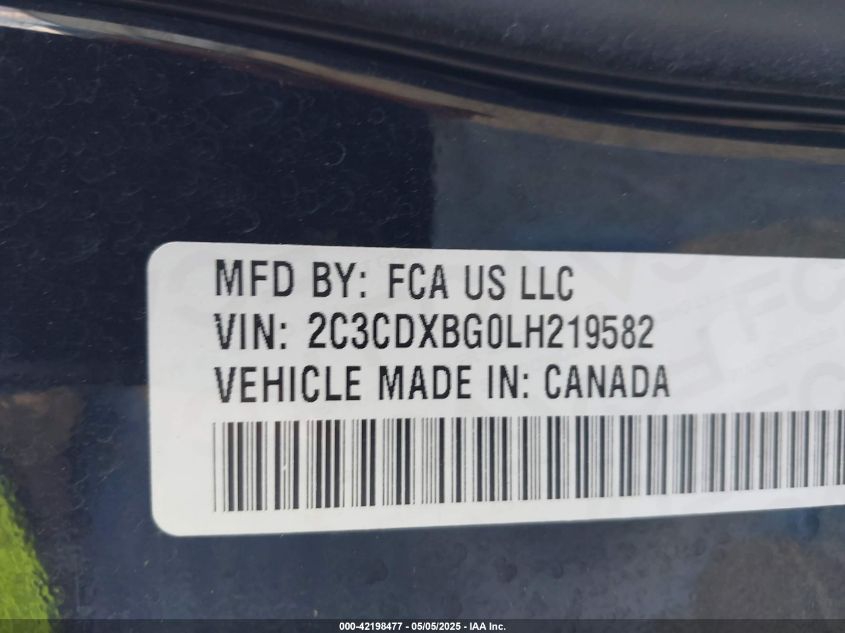 MFD BY: FCA US LLC
VIN: 2C3CDXBG0LH219582
VEHICLE MADE IN: CANADA
000-42198477 - 05/05/2025 - IAA Inc.